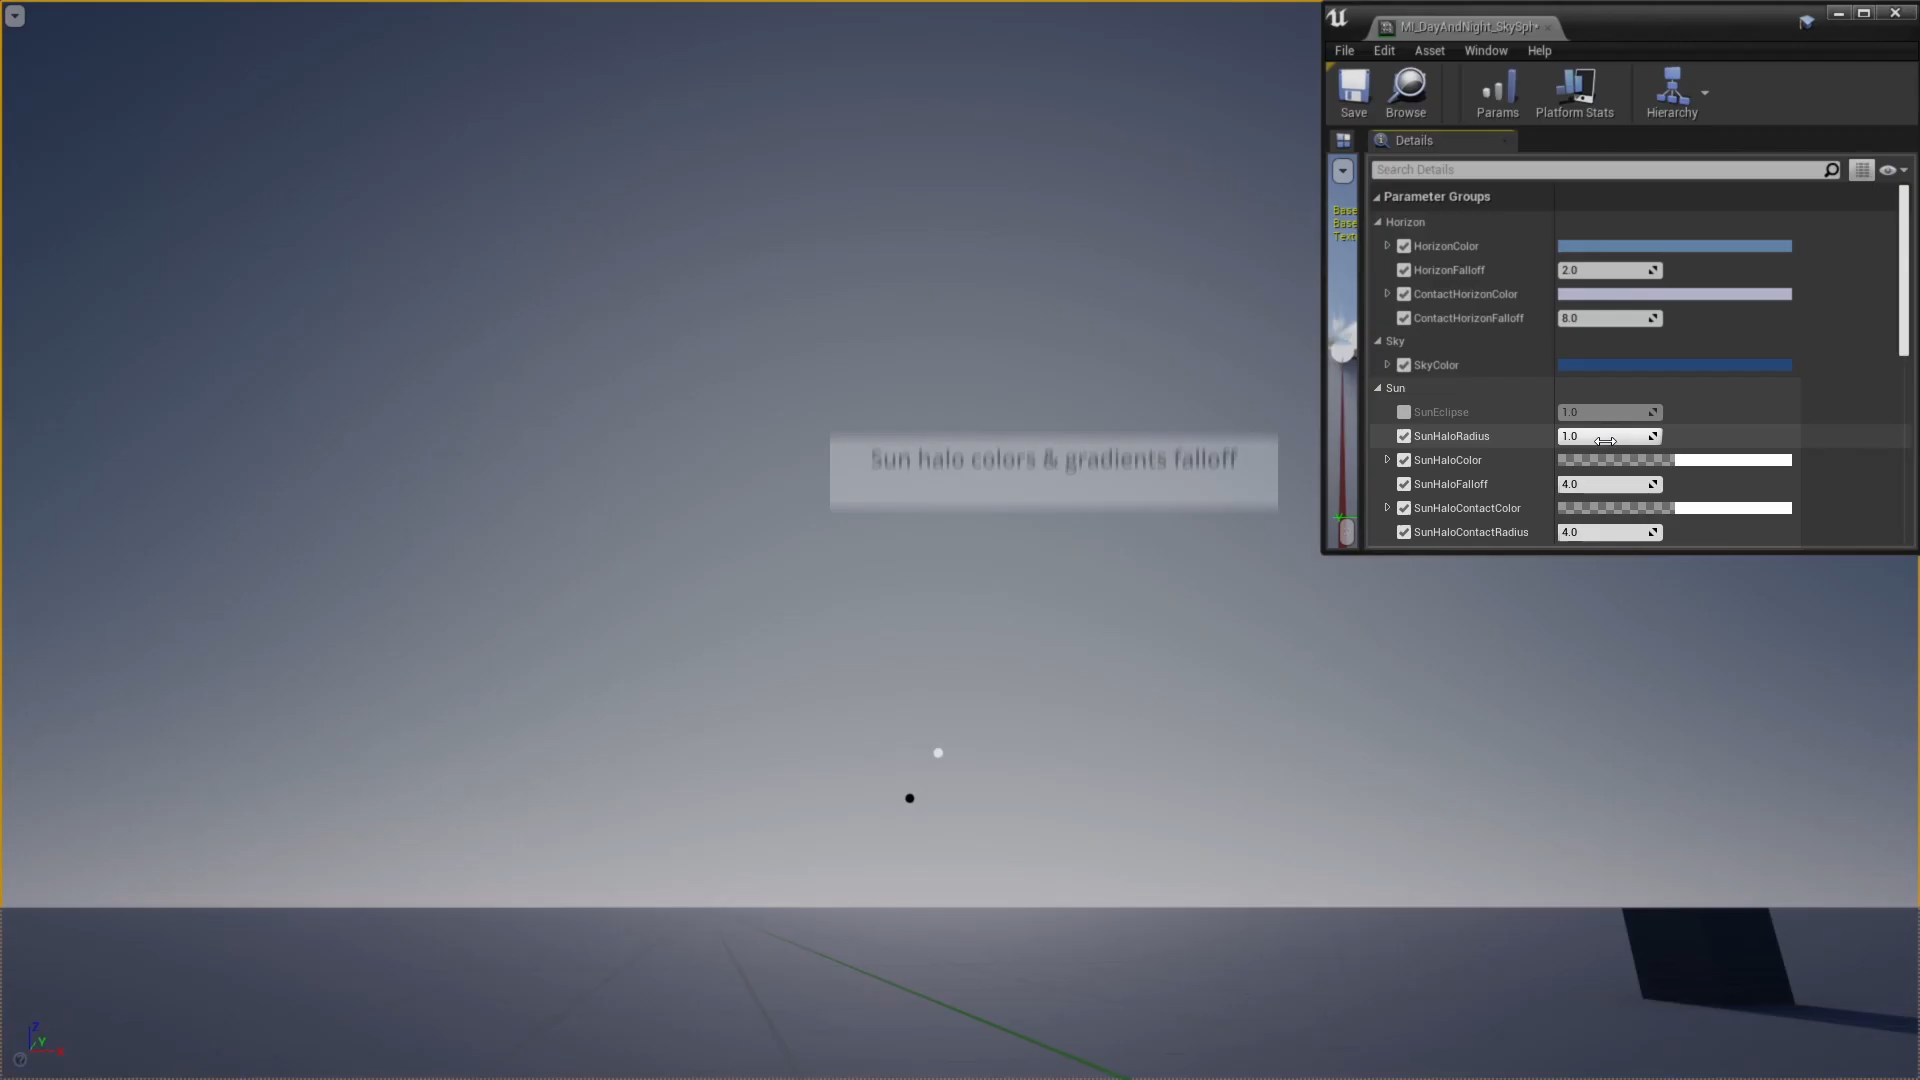 MI_DayAndNight_SkySph*
File Edit Asset Window Help
Save Browse Params Platform Stats Hierarchy
Details
Search Details
Parameter Groups
Base
Base
Text
Horizon
HorizonColor
HorizonFalloff 2.0
ContactHorizonColor
ContactHorizonFalloff 8.0
Sky
SkyColor
Sun
SunEclipse 1.0
SunHaloRadius 1.0
SunHaloColor
SunHaloFalloff 4.0
SunHaloContactColor
SunHaloContactRadius 4.0
Sun halo colors & gradients falloff
Z
Y
X